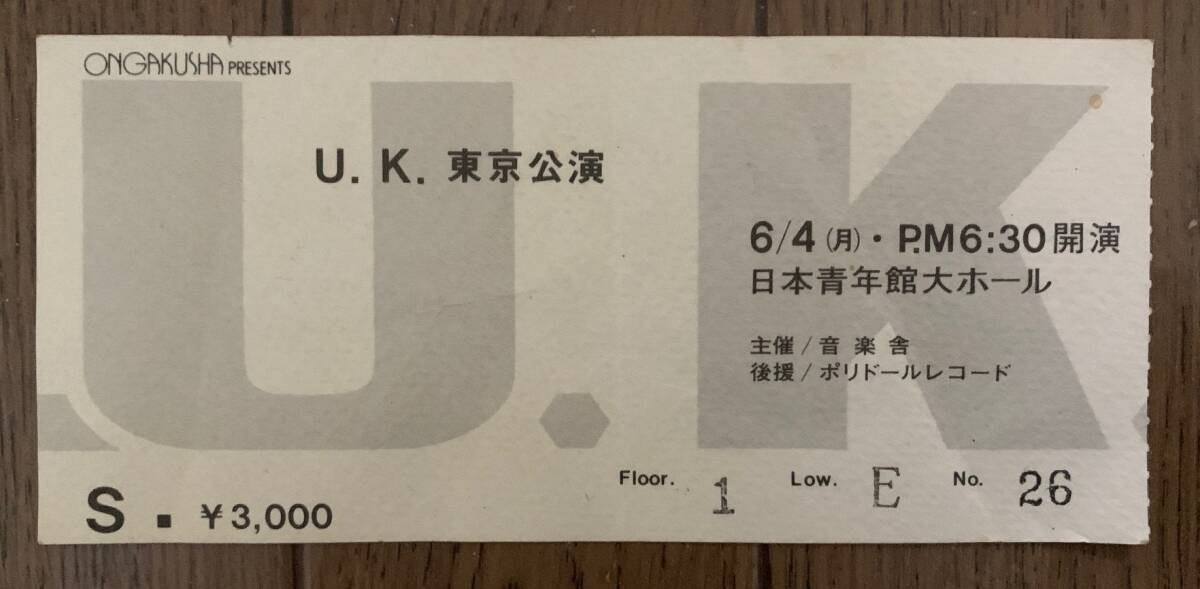 ONGAKUSHA PRESENTS
U.K.
U. K. 東京公演
6/4(月)・P.M6:30開演
日本青年館大ホール
主催/音楽舎
後援/ポリドールレコード
Floor. 1 Low. E No. 26
S. ¥3,000